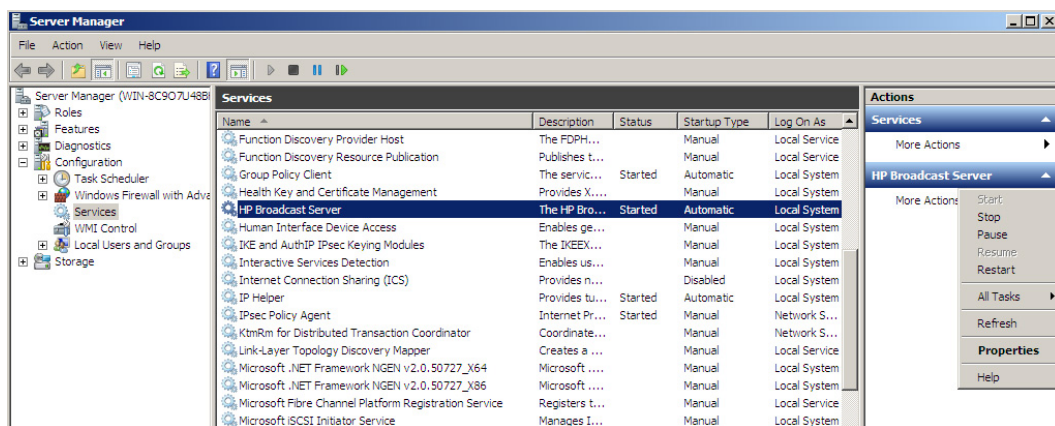 Server Manager
File Action View Help
Server Manager (WIN-8C9O7U48B
Roles
Features
Diagnostics
Configuration
Task Scheduler
Windows Firewall with Adva
Services
WMI Control
Local Users and Groups
Storage
Services
Name Description Status Startup Type Log On As
Function Discovery Provider Host The FDPH... Manual Local Service
Function Discovery Resource Publication Publishes t... Manual Local Service
Group Policy Client The servic... Started Automatic Local System
Health Key and Certificate Management Provides X.... Manual Local System
HP Broadcast Server The HP Bro... Started Automatic Local System
Human Interface Device Access Enables ge... Manual Local System
IKE and AuthIP IPsec Keying Modules The IKEEX... Manual Local System
Interactive Services Detection Enables us... Manual Local System
Internet Connection Sharing (ICS) Provides n... Disabled Local System
IP Helper Provides tu... Started Automatic Local System
IPsec Policy Agent Internet Pr... Started Manual Network S...
KtmRm for Distributed Transaction Coordinator Coordinate... Manual Network S...
Link-Layer Topology Discovery Mapper Creates a ... Manual Local Service
Microsoft .NET Framework NGEN v2.0.50727_X64 Microsoft .... Manual Local System
Microsoft .NET Framework NGEN v2.0.50727_X86 Microsoft .... Manual Local System
Microsoft Fibre Channel Platform Registration Service Registers t... Manual Local Service
Microsoft iSCSI Initiator Service Manages I... Manual Local System
Actions
Services
More Actions
HP Broadcast Server
More Actions
Start
Stop
Pause
Resume
Restart
All Tasks
Refresh
Properties
Help